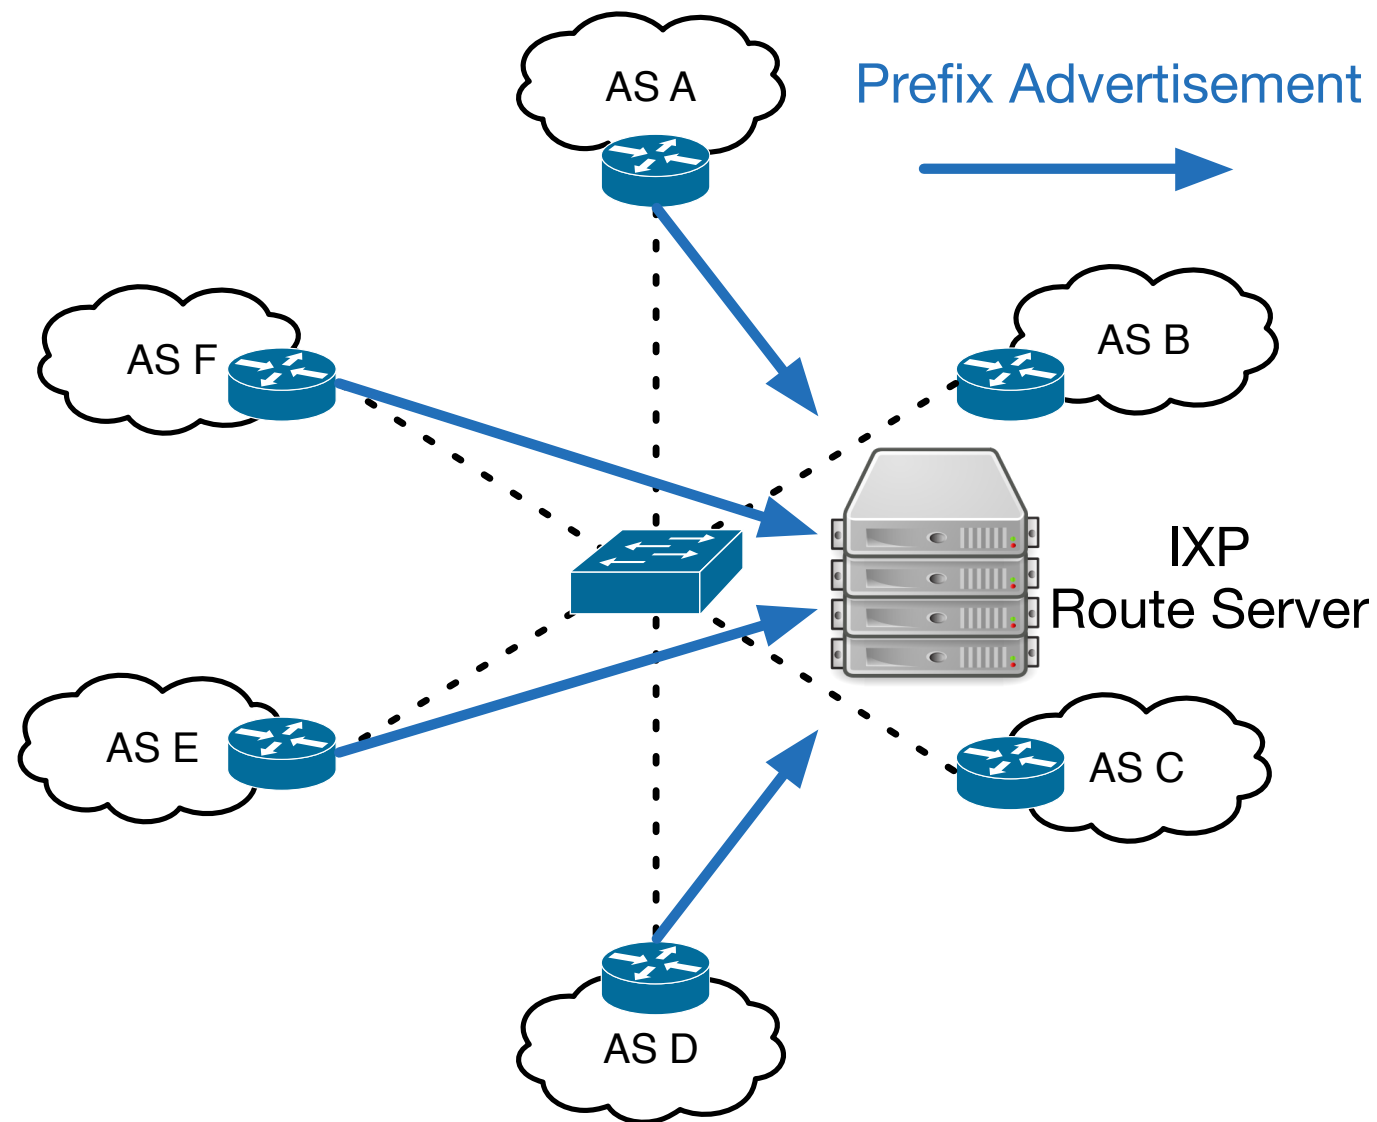 AS A
Prefix Advertisement
AS B
AS F
IXP
Route Server
AS E
AS C
AS D